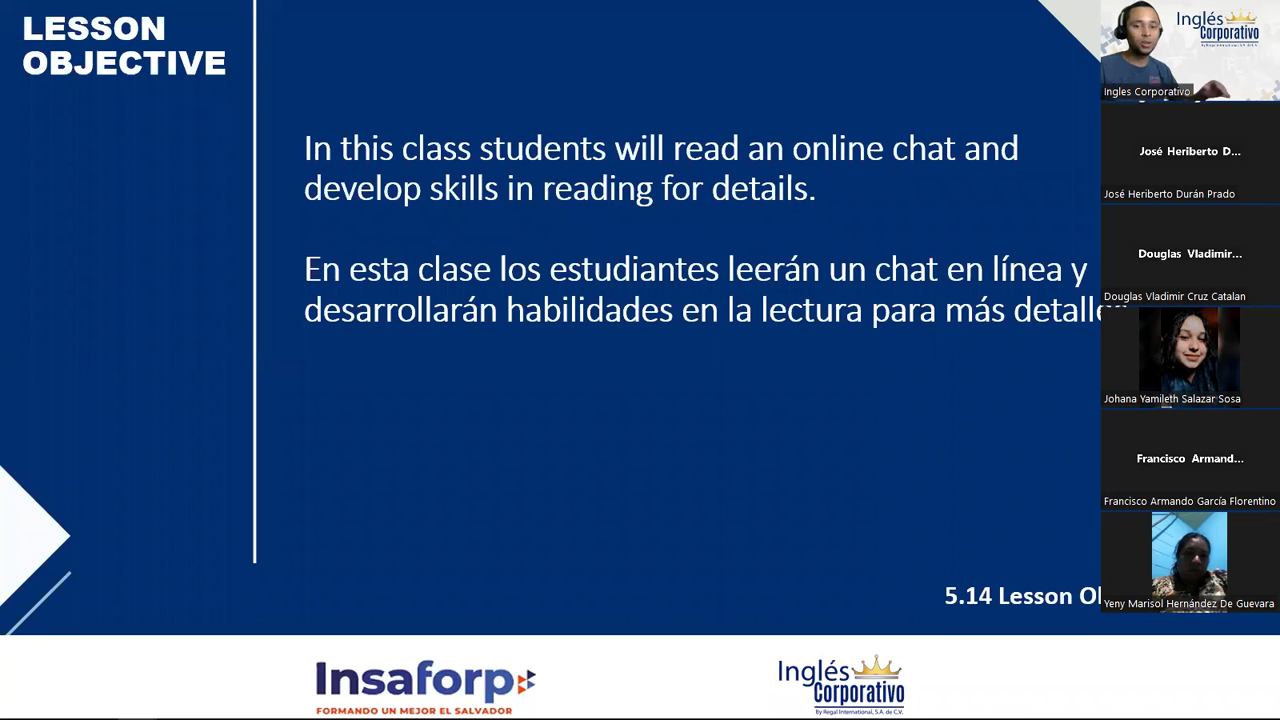 LESSON
OBJECTIVE
In this class students will read an online chat and
develop skills in reading for details.
En esta clase los estudiantes leerán un chat en línea y
desarrollarán habilidades en la lectura para más
5.14 Lesson
Insaforp
FORMANDO UN MEJOR EL SALVADOR
Inglés
Corporativo
By Regal International, S.A. de C.V.
Inglés
Corporativo
By Regal International, S.A. de C.V.
Ingles Corporativo
José Heriberto D...
José Heriberto Durán Prado
Douglas Vladimir...
Douglas Vladimir Cruz Catalan
Johana Yamileth Salazar Sosa
Francisco Armand...
Francisco Armando García Florentino
Yeny Marisol Hernández De Guevara